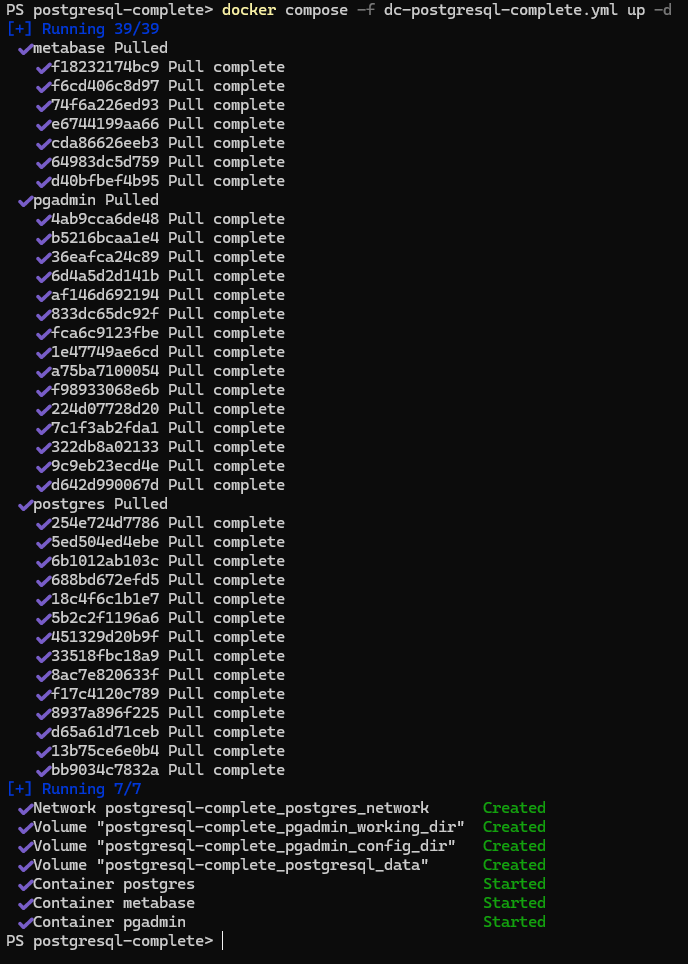 PS postgresql-complete> docker compose -f dc-postgresql-complete.yml up -d
[+] Running 39/39
✔metabase Pulled
✔f18232174bc9 Pull complete
✔f6cd406c8d97 Pull complete
✔74f6a226ed93 Pull complete
✔e6744199aa66 Pull complete
✔cda86626eeb3 Pull complete
✔64983dc5d759 Pull complete
✔d40bfbef4b95 Pull complete
✔pgadmin Pulled
✔4ab9cca6de48 Pull complete
✔b5216bcaa1e4 Pull complete
✔36eafca24c89 Pull complete
✔6d4a5d2d141b Pull complete
✔af146d692194 Pull complete
✔833dc65dc92f Pull complete
✔fca6c9123fbe Pull complete
✔1e47749ae6cd Pull complete
✔a75ba7100054 Pull complete
✔f98933068e6b Pull complete
✔224d07728d20 Pull complete
✔7c1f3ab2fda1 Pull complete
✔322db8a02133 Pull complete
✔9c9eb23ecd4e Pull complete
✔d642d990067d Pull complete
✔postgres Pulled
✔254e724d7786 Pull complete
✔5ed504ed4ebe Pull complete
✔6b1012ab103c Pull complete
✔688bd672efd5 Pull complete
✔18c4f6c1b1e7 Pull complete
✔5b2c2f1196a6 Pull complete
✔451329d20b9f Pull complete
✔33518fbc18a9 Pull complete
✔8ac7e820633f Pull complete
✔f17c4120c789 Pull complete
✔8937a896f225 Pull complete
✔d65a61d71ceb Pull complete
✔13b75ce6e0b4 Pull complete
✔bb9034c7832a Pull complete
[+] Running 7/7
✔Network postgresql-complete_postgres_network Created
✔Volume "postgresql-complete_pgadmin_working_dir" Created
✔Volume "postgresql-complete_pgadmin_config_dir" Created
✔Volume "postgresql-complete_postgresql_data" Created
✔Container postgres Started
✔Container metabase Started
✔Container pgadmin Started
PS postgresql-complete>